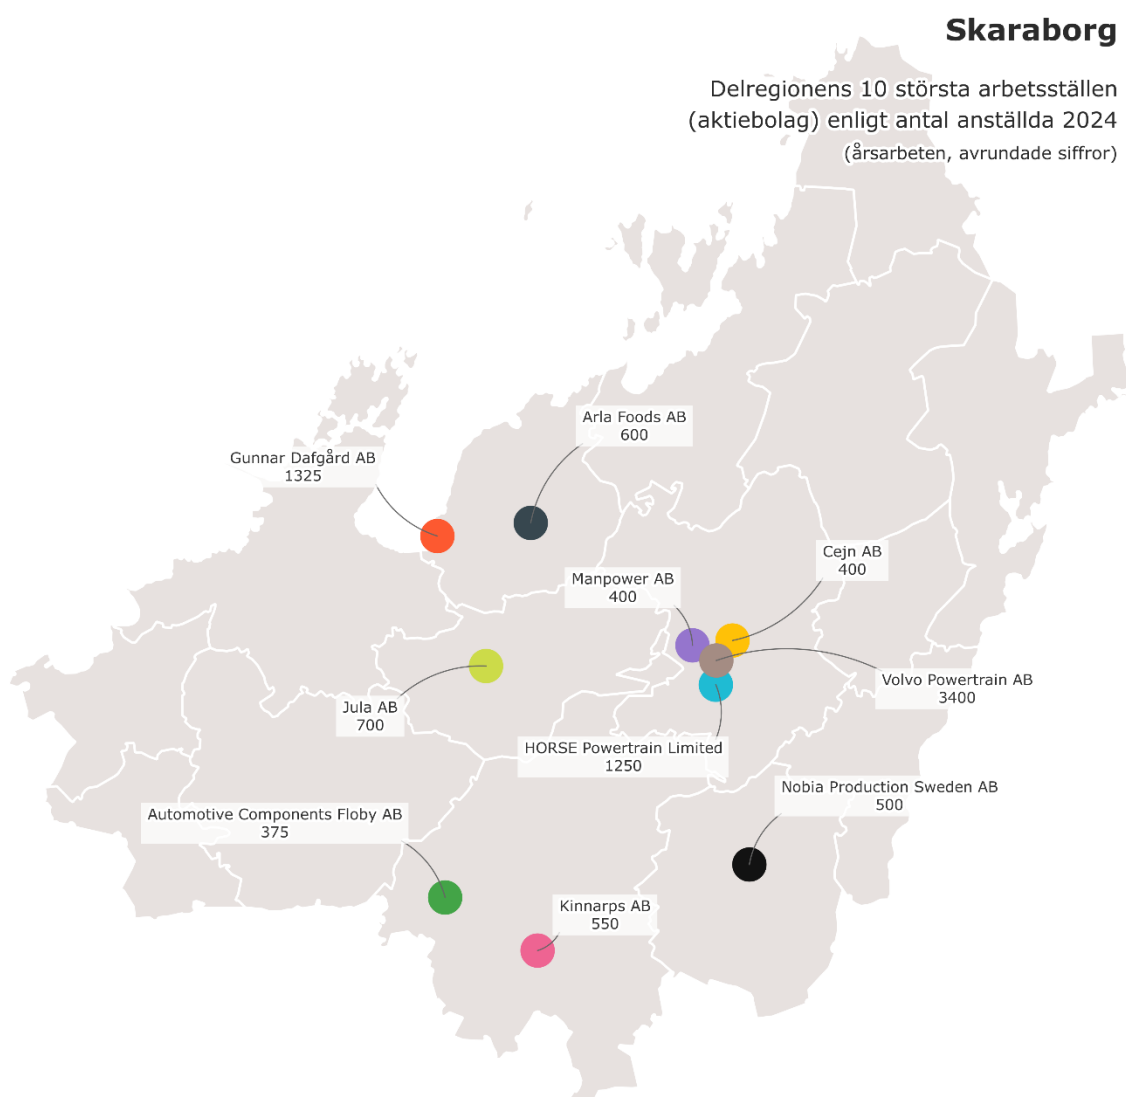 Skaraborg
Delregionens 10 största arbetsställen
(aktiebolag) enligt antal anställda 2024
(årsarbeten, avrundade siffror)
Arla Foods AB
600
Gunnar Dafgård AB
1325
Cejn AB
400
Manpower AB
400
Volvo Powertrain AB
3400
Jula AB
700
HORSE Powertrain Limited
1250
Nobia Production Sweden AB
500
Automotive Components Floby AB
375
Kinnarps AB
550